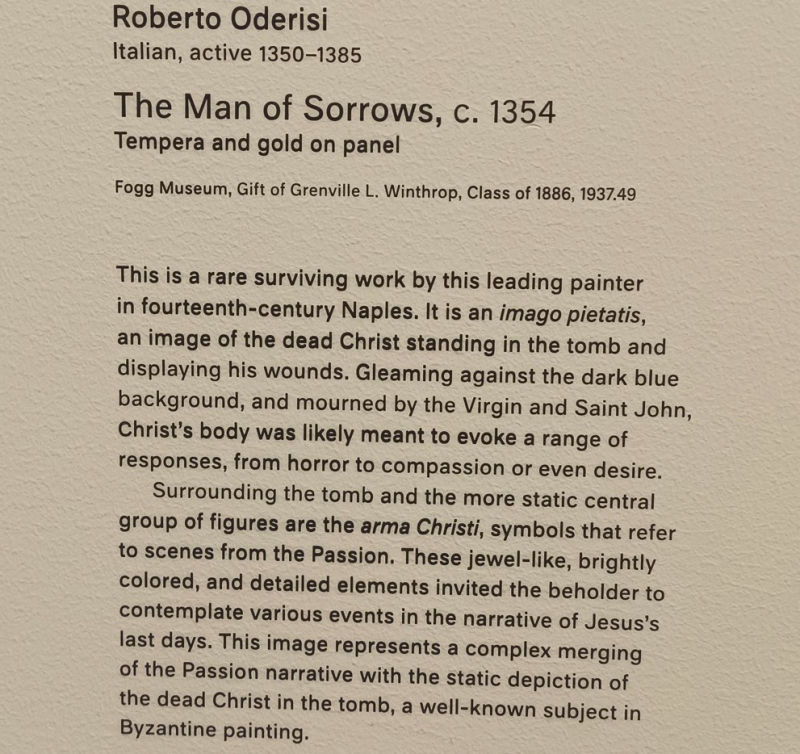 Roberto Oderisi
Italian, active 1350–1385
The Man of Sorrows, c. 1354
Tempera and gold on panel
Fogg Museum, Gift of Grenville L. Winthrop, Class of 1886, 1937.49
This is a rare surviving work by this leading painter
in fourteenth-century Naples. It is an imago pietatis,
an image of the dead Christ standing in the tomb and
displaying his wounds. Gleaming against the dark blue
background, and mourned by the Virgin and Saint John,
Christ’s body was likely meant to evoke a range of
responses, from horror to compassion or even desire.
Surrounding the tomb and the more static central
group of figures are the arma Christi, symbols that refer
to scenes from the Passion. These jewel-like, brightly
colored, and detailed elements invited the beholder to
contemplate various events in the narrative of Jesus’s
last days. This image represents a complex merging
of the Passion narrative with the static depiction of
the dead Christ in the tomb, a well-known subject in
Byzantine painting.